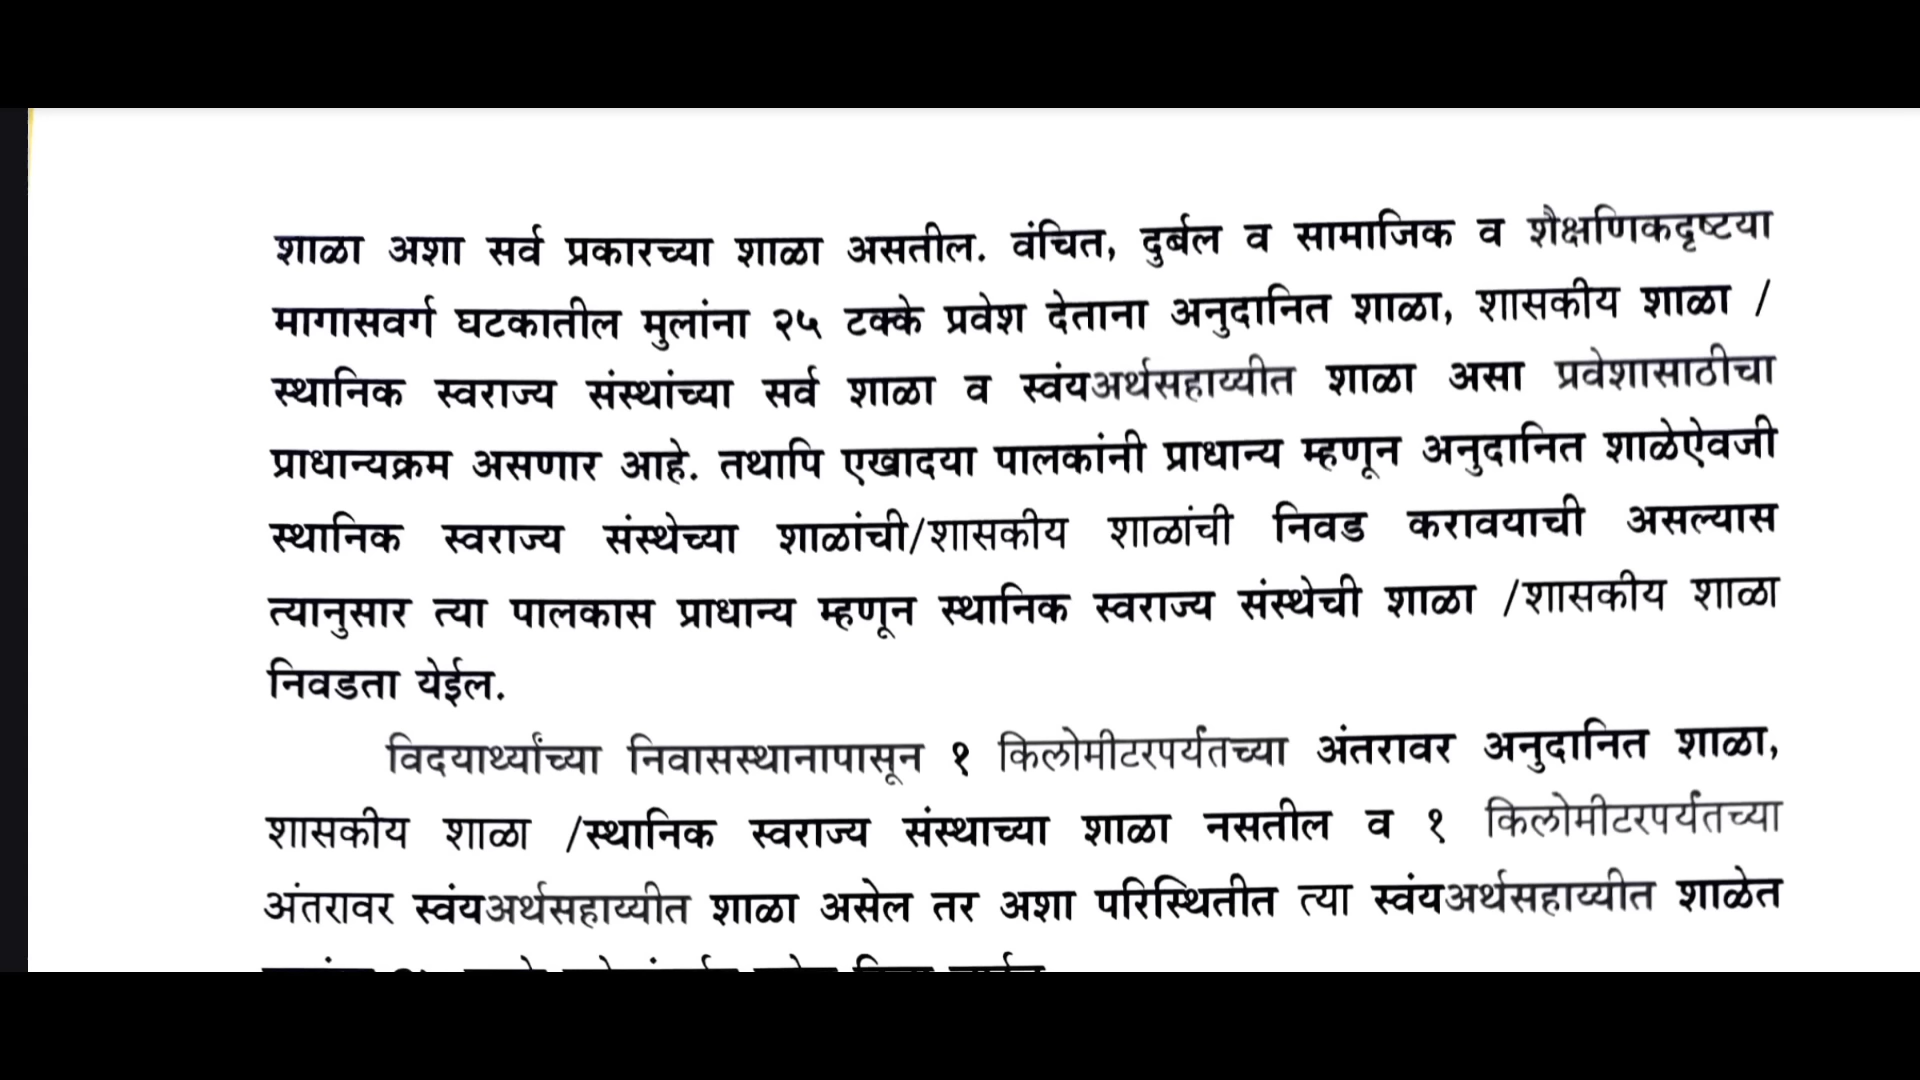 शाळा अशा सर्व प्रकारच्या शाळा असतील. वंचित, दुर्बल व सामाजिक व शैक्षणिकदृष्टया
मागासवर्ग घटकातील मुलांना २५ टक्के प्रवेश देताना अनुदानित शाळा, शासकीय शाळा /
स्थानिक स्वराज्य संस्थांच्या सर्व शाळा व स्वंयअर्थसहाय्यीत शाळा असा प्रवेशासाठीचा
प्राधान्यक्रम असणार आहे. तथापि एखादया पालकांनी प्राधान्य म्हणून अनुदानित शाळेऐवजी
स्थानिक स्वराज्य संस्थेच्या शाळांची/शासकीय शाळांची निवड करावयाची असल्यास
त्यानुसार त्या पालकास प्राधान्य म्हणून स्थानिक स्वराज्य संस्थेची शाळा /शासकीय शाळा
निवडता येईल.
विदयार्थ्यांच्या निवासस्थानापासून १ किलोमीटरपर्यंतच्या अंतरावर अनुदानित शाळा,
शासकीय शाळा /स्थानिक स्वराज्य संस्थाच्या शाळा नसतील व १ किलोमीटरपर्यंतच्या
अंतरावर स्वंयअर्थसहाय्यीत शाळा असेल तर अशा परिस्थितीत त्या स्वंयअर्थसहाय्यीत शाळेत